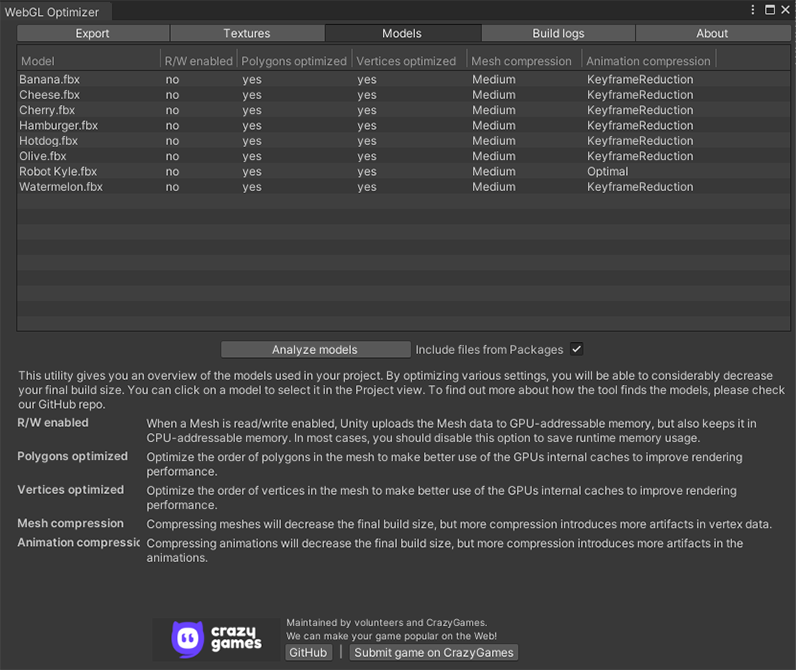 WebGL Optimizer
Export Textures Models Build logs About
Model R/W enabled Polygons optimized Vertices optimized Mesh compression Animation compression
Banana.fbx no yes yes Medium KeyframeReduction
Cheese.fbx no yes yes Medium KeyframeReduction
Cherry.fbx no yes yes Medium KeyframeReduction
Hamburger.fbx no yes yes Medium KeyframeReduction
Hotdog.fbx no yes yes Medium KeyframeReduction
Olive.fbx no yes yes Medium KeyframeReduction
Robot Kyle.fbx no yes yes Medium Optimal
Watermelon.fbx no yes yes Medium KeyframeReduction
Analyze models Include files from Packages
This utility gives you an overview of the models used in your project. By optimizing various settings, you will be able to considerably decrease
your final build size. You can click on a model to select it in the Project view. To find out more about how the tool finds the models, please check
our GitHub repo.
R/W enabled When a Mesh is read/write enabled, Unity uploads the Mesh data to GPU-addressable memory, but also keeps it in
CPU-addressable memory. In most cases, you should disable this option to save runtime memory usage.
Polygons optimized Optimize the order of polygons in the mesh to make better use of the GPUs internal caches to improve rendering
performance.
Vertices optimized Optimize the order of vertices in the mesh to make better use of the GPUs internal caches to improve rendering
performance.
Mesh compression Compressing meshes will decrease the final build size, but more compression introduces more artifacts in vertex data.
Animation compressic Compressing animations will decrease the final build size, but more compression introduces more artifacts in the
animations.
crazy
games
Maintained by volunteers and CrazyGames.
We can make your game popular on the Web!
GitHub | Submit game on CrazyGames